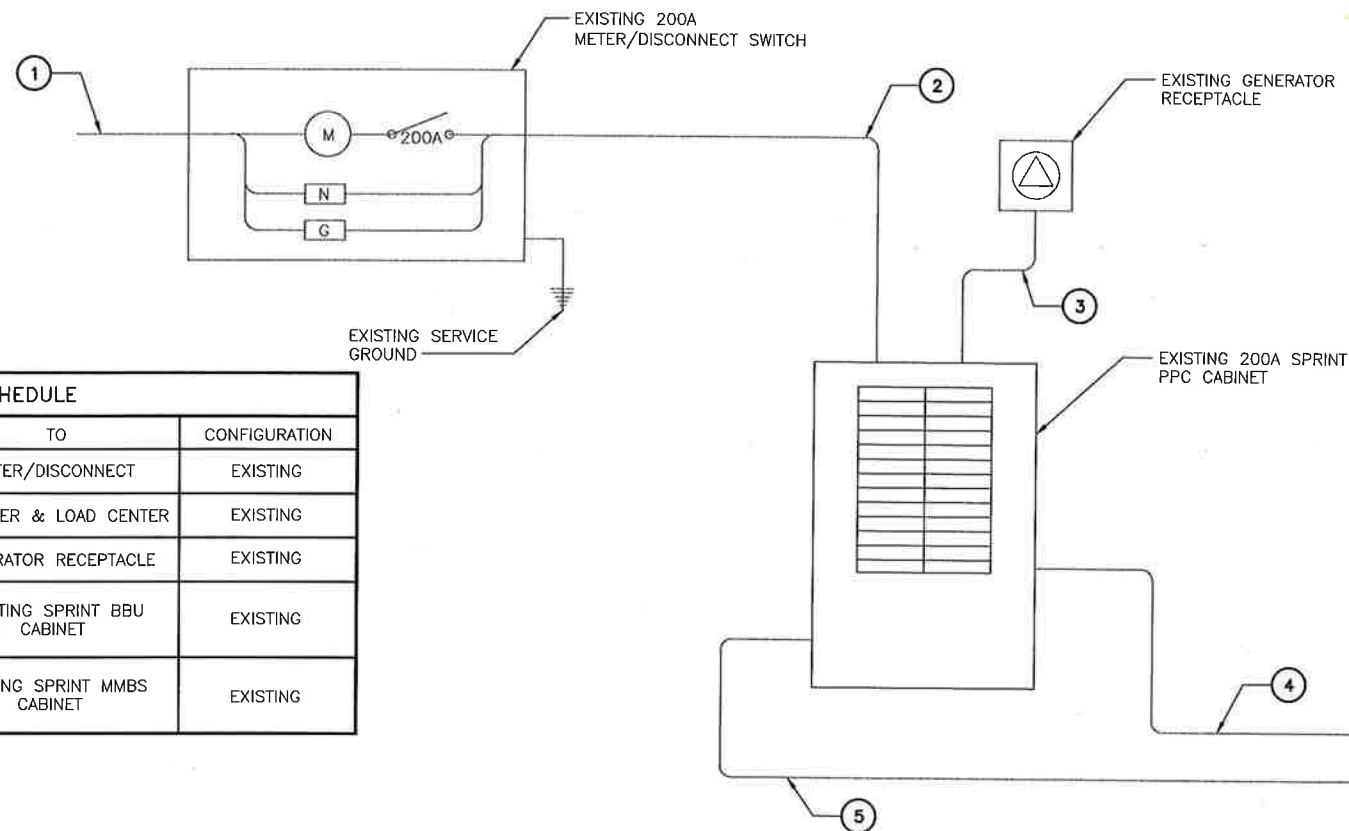 EXISTING 200A
METER/DISCONNECT SWITCH
1
2
EXISTING GENERATOR
RECEPTACLE
M
200A
N
G
3
EXISTING SERVICE
GROUND
EXISTING 200A SPRINT
PPC CABINET
HEDULE
TO
CONFIGURATION
TER/DISCONNECT
EXISTING
ER & LOAD CENTER
EXISTING
RATOR RECEPTACLE
EXISTING
TING SPRINT BBU
CABINET
EXISTING
NG SPRINT MMBS
CABINET
EXISTING
4
5